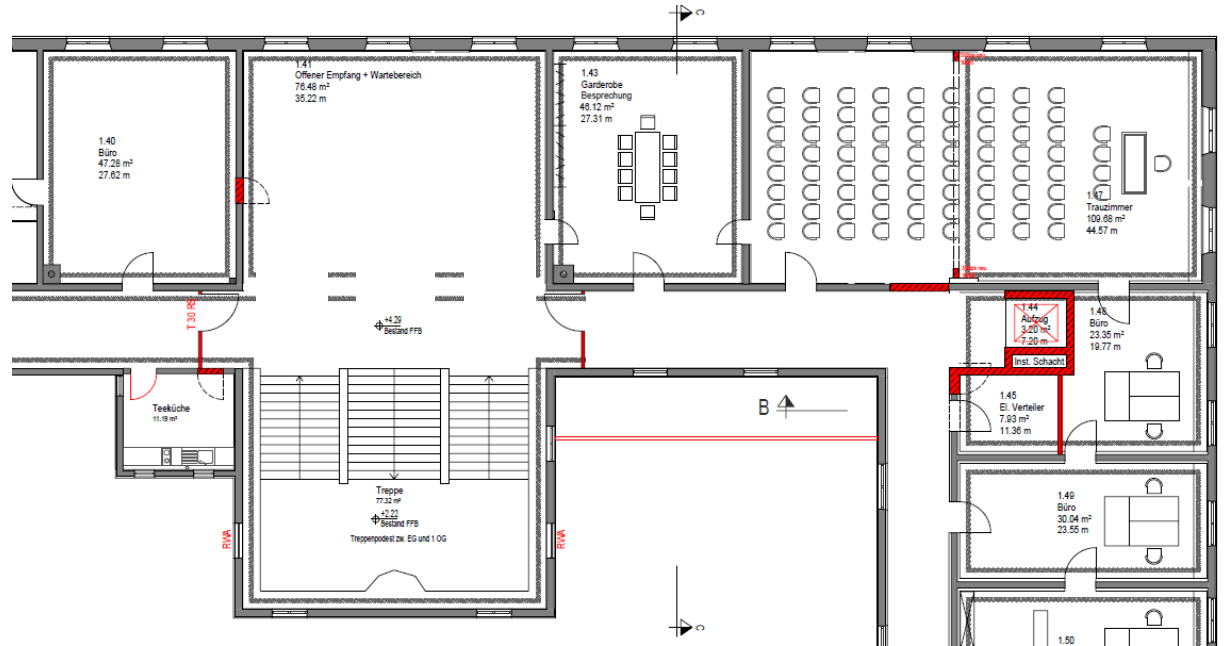 C
1.41
Offener Empfang + Wartebereich
76.48 m²
35.22 m
1.43
Garderobe
Besprechung
46.12 m²
27.31 m
1.40
Büro
47.28 m²
27.62 m
1.47
Trauzimmer
109.68 m²
44.57 m
T 30 RS
+4.29
Bestand FFB
1.44
Aufzug
3.20 m²
7.20 m
1.48
Büro
23.35 m²
19.77 m
Inst. Schacht
Teeküche
11.19 m²
1.45
El. Verteiler
7.93 m²
11.36 m
B
Treppe
77.32 m²
+2.22
Bestand FFB
Treppenpodest zw. EG und 1 OG
RWA
RWA
1.49
Büro
30.04 m²
23.55 m
C
1.50